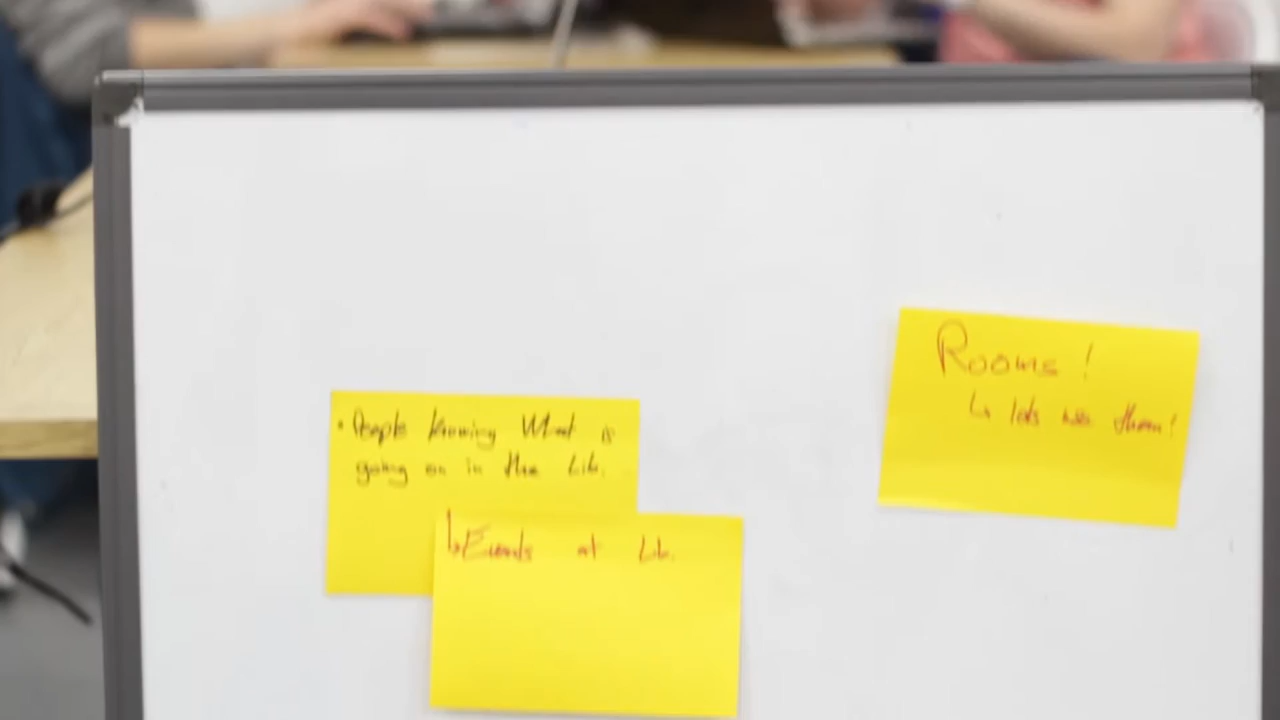 • People knowing What is
going on in the Lib.
↳ Events at Lib.
Rooms!
↳ lots use them!